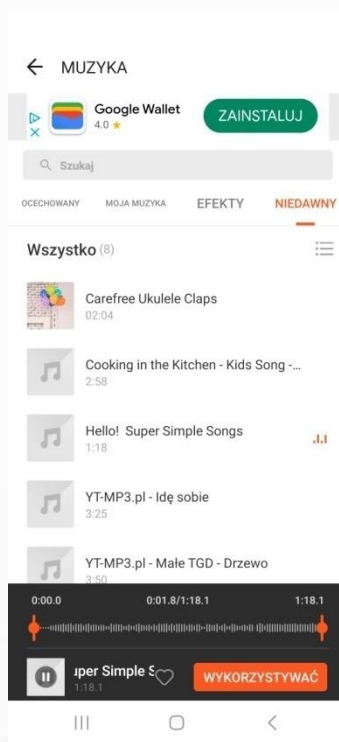 MUZYKA
Google Wallet
4.0 ★
ZAINSTALUJ
Szukaj
OCECHOWANY MOJA MUZYKA EFEKTY NIEDAWNY
Wszystko (8)
Carefree Ukulele Claps
02:04
Cooking in the Kitchen - Kids Song -...
2:58
Hello! Super Simple Songs
1:18
YT-MP3.pl - Idę sobie
3:25
YT-MP3.pl - Małe TGD - Drzewo
3:50
0:00.0 0:01.8/1:18.1 1:18.1
uper Simple S
1:18.1
WYKORZYSTYWAĆ